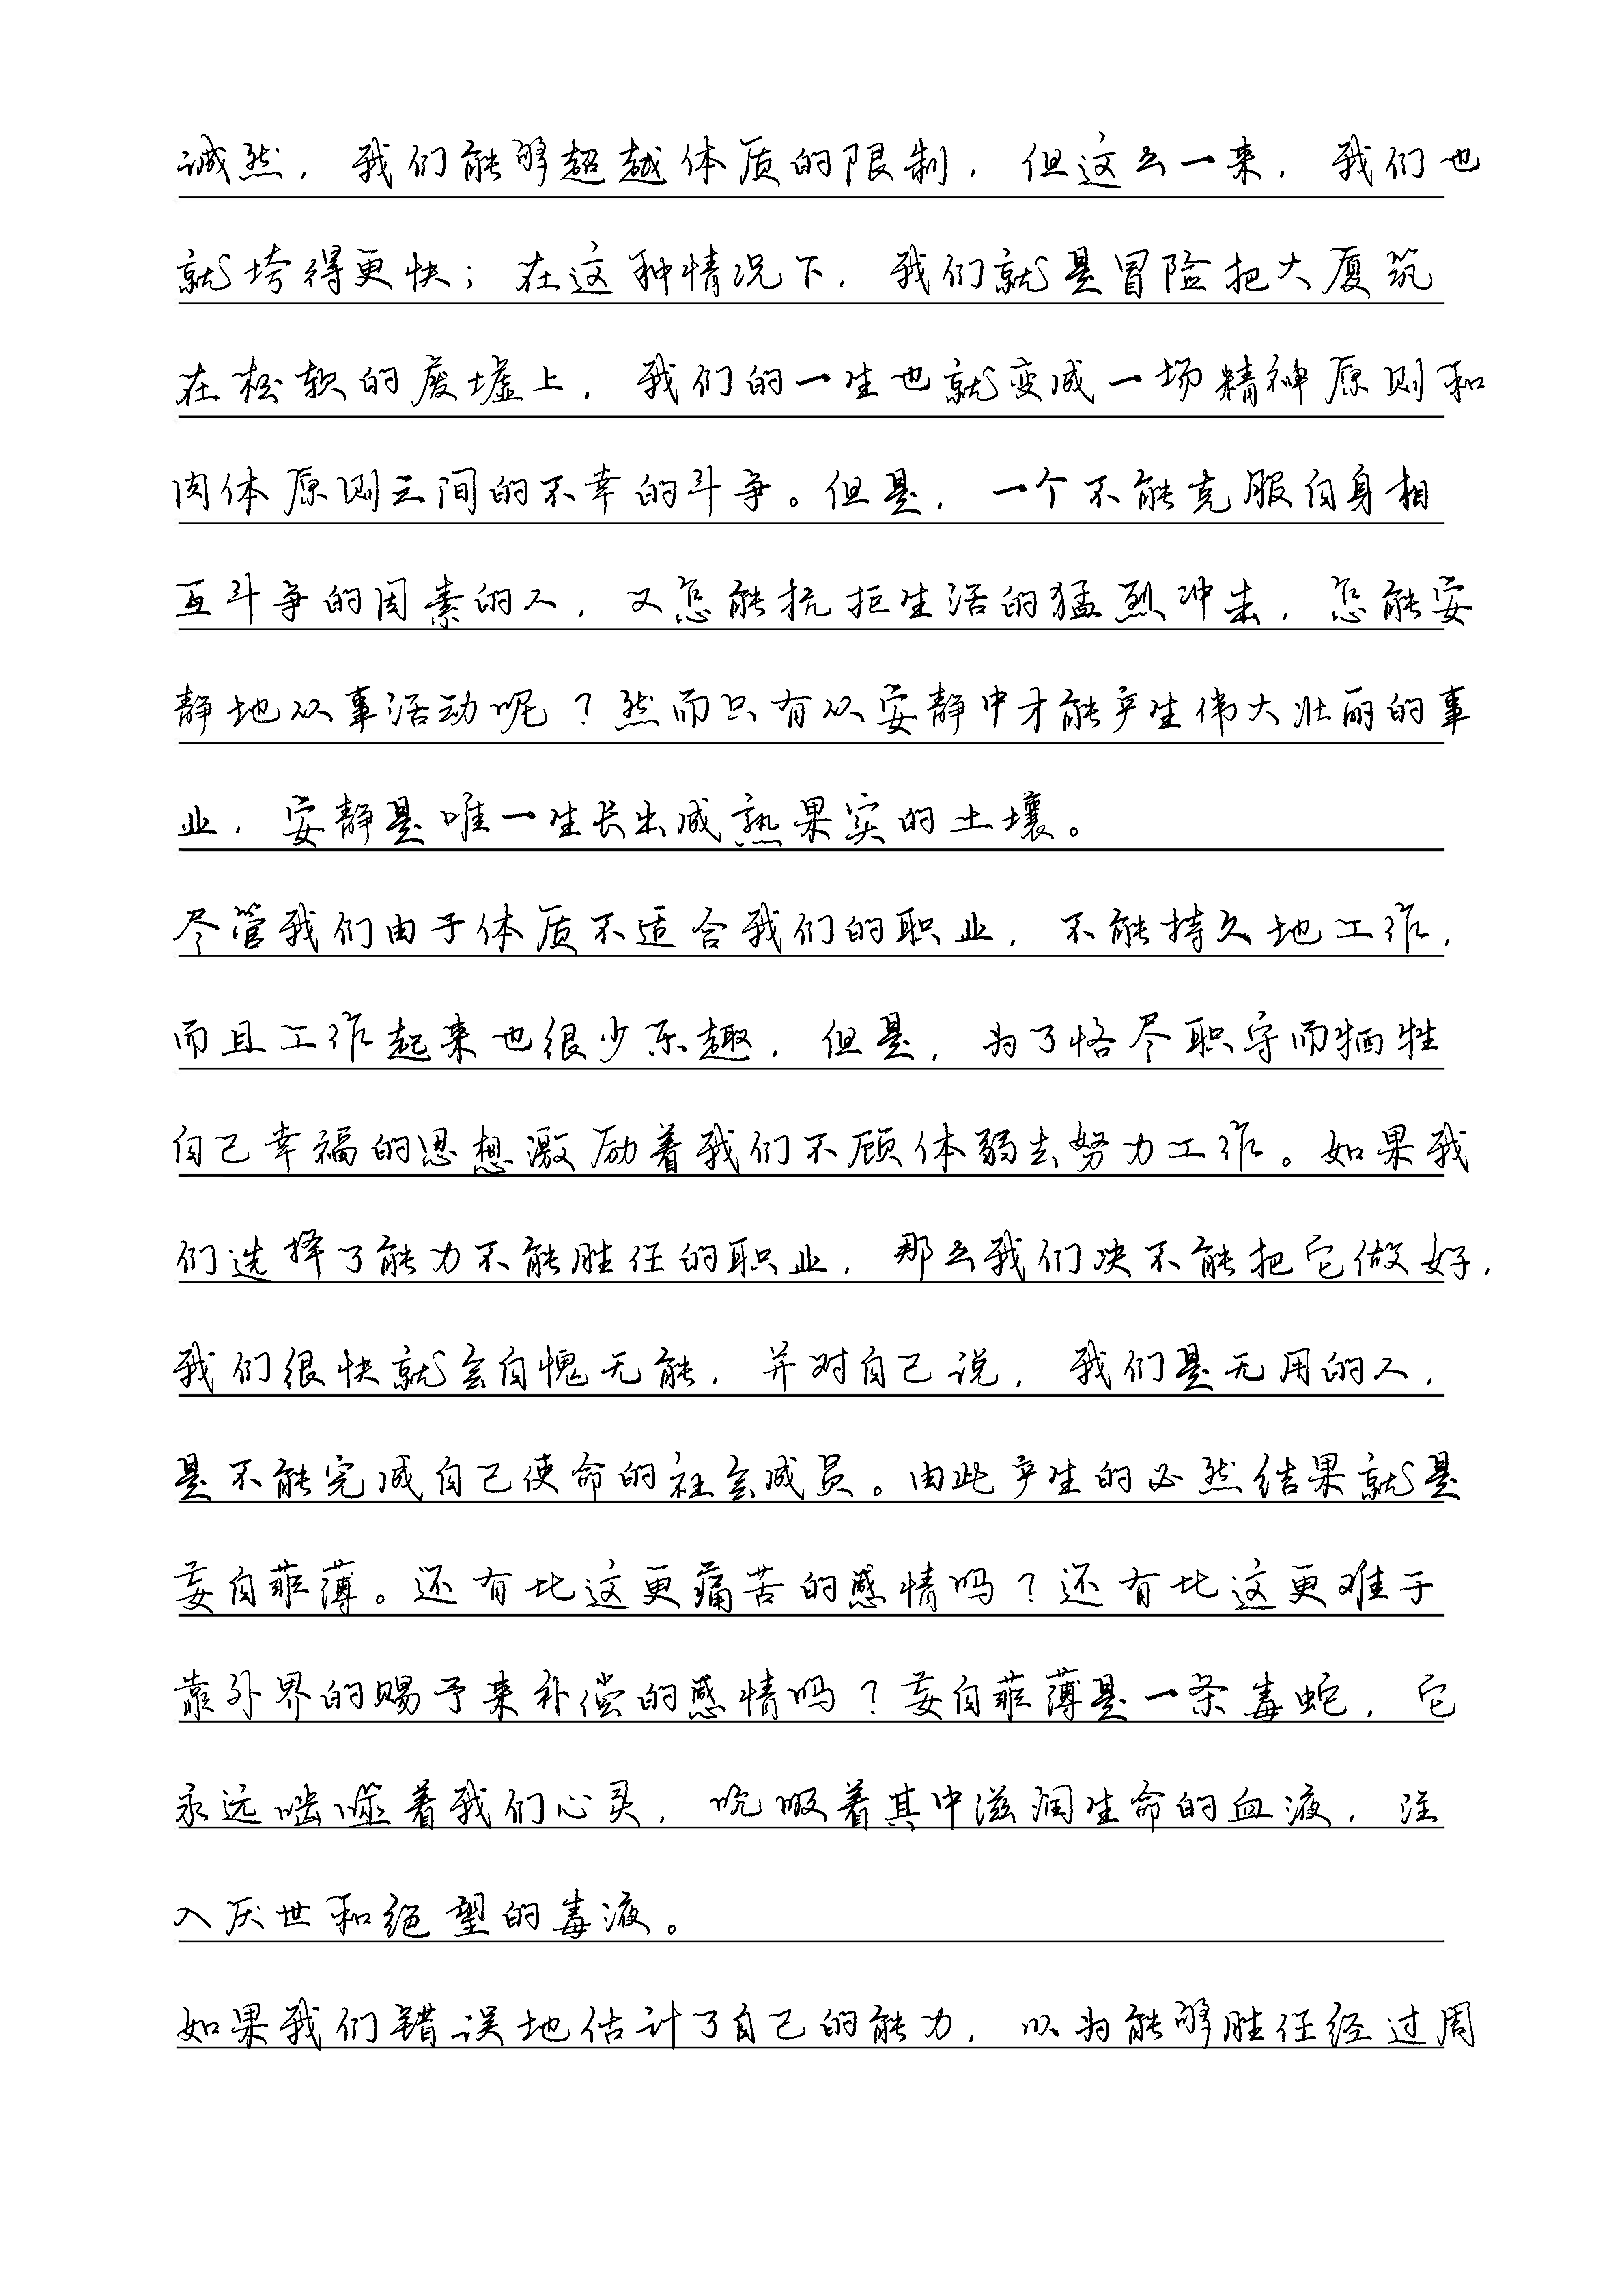 诚然，我们能够超越体质的限制，但这么一来，我们也
就垮得更快；在这种情况下，我们就是冒险把大厦筑
在松软的废墟上，我们的一生也就变成一场精神原则和
肉体原则之间的不幸的斗争。但是，一个不能克服自身相
互斗争的因素的人，又怎能抗拒生活的猛烈冲击，怎能安
静地从事活动呢？然而只有从安静中才能产生伟大壮丽的事
业，安静是唯一生长出成熟果实的土壤。
尽管我们由于体质不适合我们的职业，不能持久地工作，
而且工作起来也很少乐趣，但是，为了恪尽职守而牺牲
自己幸福的思想激励着我们不顾体弱去努力工作。如果我
们选择了能力不能胜任的职业，那么我们决不能把它做好，
我们很快就会自愧无能，并对自己说，我们是无用的人，
是不能完成自己使命的社会成员。由此产生的必然结果就是
妄自菲薄。还有比这更痛苦的感情吗？还有比这更难于
靠外界的赐予来补偿的感情吗？妄自菲薄是一条毒蛇，它
永远啮噬着我们心灵，吮吸着其中滋润生命的血液，注
入厌世和绝望的毒液。
如果我们错误地估计了自己的能力，以为能够胜任经过周